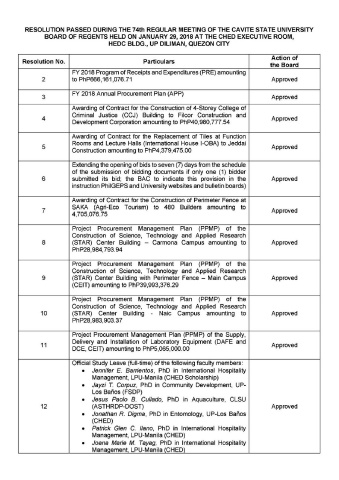 RESOLUTION PASSED DURING THE 74th REGULAR MEETING OF THE CAVITE STATE UNIVERSITY
BOARD OF REGENTS HELD ON JANUARY 29, 2018 AT THE CHED EXECUTIVE ROOM,
HEDC BLDG., UP DILIMAN, QUEZON CITY
Resolution No. Particulars Action of the Board
2 FY 2018 Program of Receipts and Expenditures (PRE) amounting
to PhP666,161,076.71 Approved
3 FY 2018 Annual Procurement Plan (APP) Approved
Awarding of Contract for the Construction of 4-Storey College of
4 Criminal Justice (CCJ) Building to Filcor Construction and Approved
Development Corporation amounting to PhP40,980,777.54
Awarding of Contract for the Replacement of Tiles at Function
5 Rooms and Lecture Halls (International House I-OBA) to Jeddai Approved
Construction amounting to PhP4,379,475.00
Extending the opening of bids to seven (7) days from the schedule
of the submission of bidding documents if only one (1) bidder
6 submitted its bid; the BAC to indicate this provision in the Approved
instruction PhilGEPS and University websites and bulletin boards)
Awarding of Contract for the Construction of Perimeter Fence at
7 SAKA (Agri-Eco Tourism) to 480 Builders amounting to Approved
4,705,076.75
Project Procurement Management Plan (PPMP) of the
8 Construction of Science, Technology and Applied Research Approved
(STAR) Center Building – Carmona Campus amounting to
PhP28,984,793.94
Project Procurement Management Plan (PPMP) of the
9 Construction of Science, Technology and Applied Research Approved
(STAR) Center Building with Perimeter Fence – Main Campus
(CEIT) amounting to PhP39,993,376.29
Project Procurement Management Plan (PPMP) of the
10 Construction of Science, Technology and Applied Research Approved
(STAR) Center Building - Naic Campus amounting to
PhP28,983,903.37
Project Procurement Management Plan (PPMP) of the Supply,
11 Delivery and Installation of Laboratory Equipment (DAFE and Approved
DCE, CEIT) amounting to PhP5,065,000.00
Official Study Leave (full-time) of the following faculty members:
• Jennifer E. Barrientos, PhD in International Hospitality
Management, LPU-Manila (CHED Scholarship)
• Jayzi T. Corpuz, PhD in Community Development, UP-
Los Baños (FSDP)
• Jesus Paolo B. Cullado, PhD in Aquaculture, CLSU
12 (ASTHRDP-DOST) Approved
• Jonathan R. Digma, PhD in Entomology, UP-Los Baños
(CHED)
• Patrick Glen C. Ilano, PhD in International Hospitality
Management, LPU-Manila (CHED)
• Joana Marie M. Tayag, PhD in International Hospitality
Management, LPU-Manila (CHED)